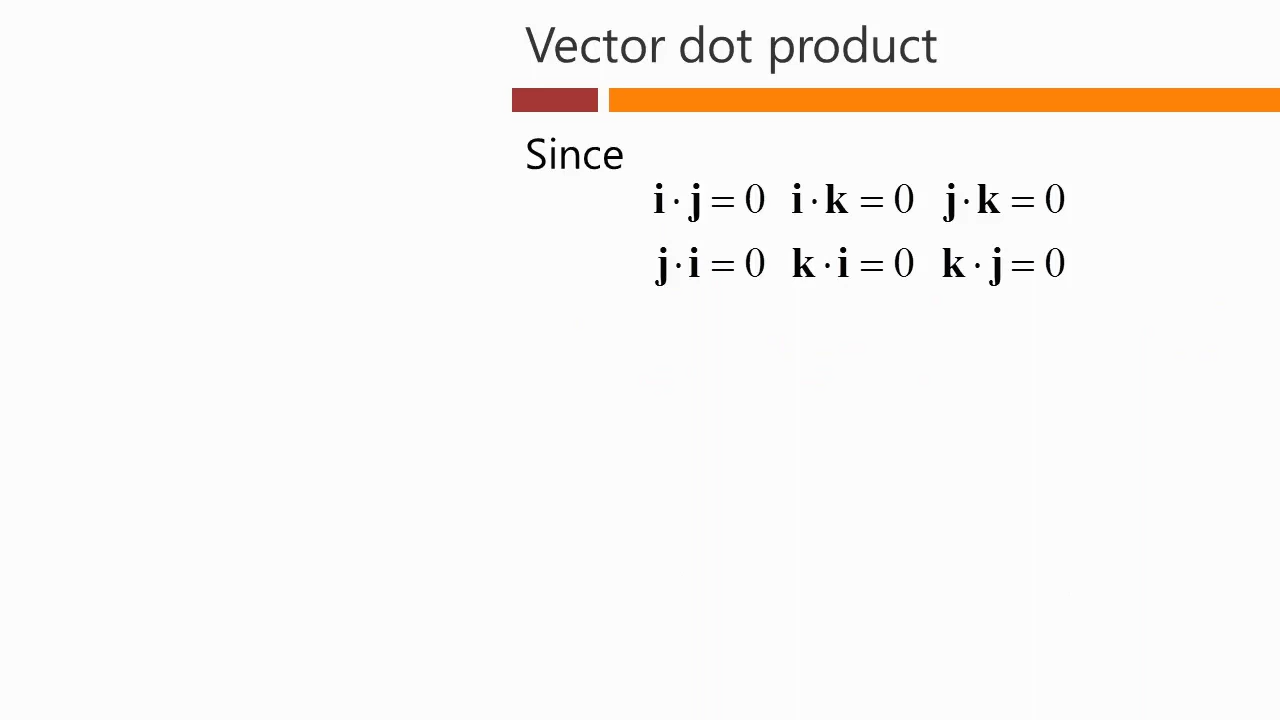 Vector dot product
Since
i · j = 0 i · k = 0 j · k = 0
j · i = 0 k · i = 0 k · j = 0